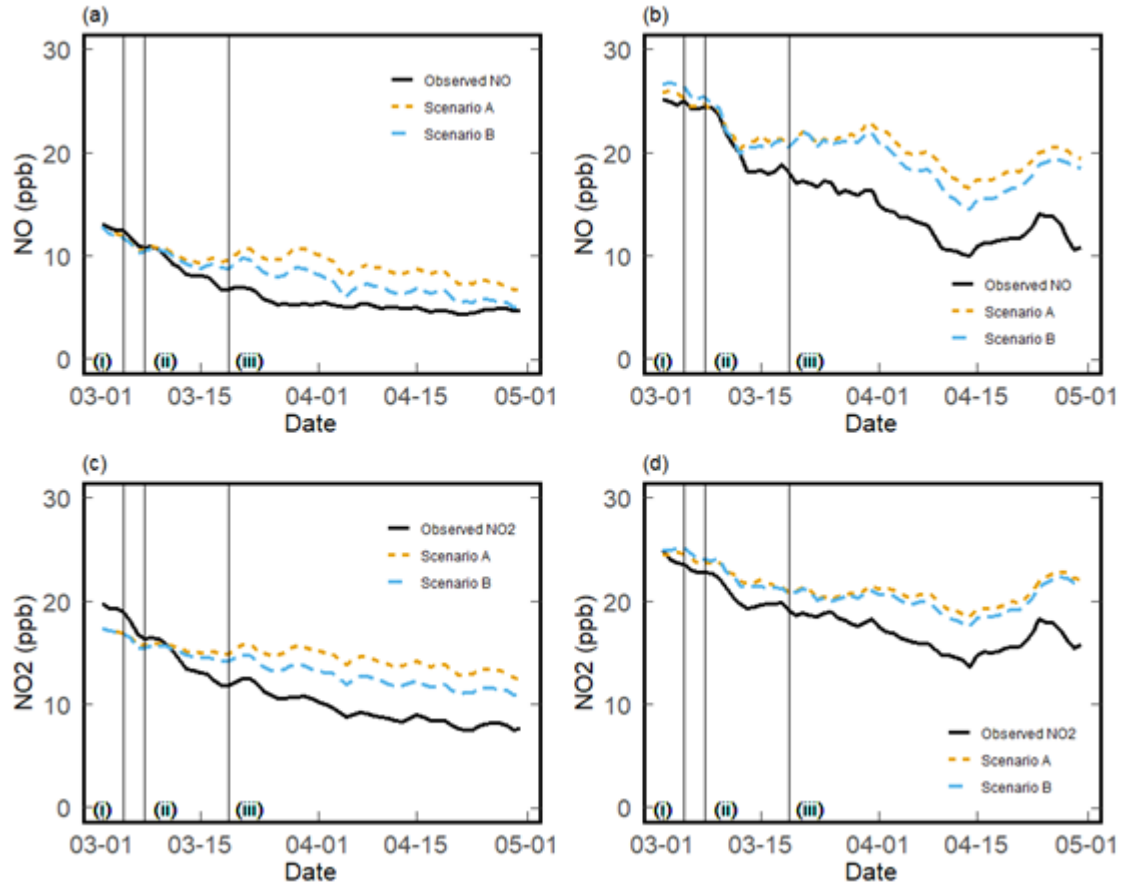 (a)
30
20
10
0
NO (ppb)
Observed NO
Scenario A
Scenario B
(i) (ii) (iii)
03-01 03-15 04-01 04-15 05-01
Date
(b)
30
20
10
0
NO (ppb)
Observed NO
Scenario A
Scenario B
(i) (ii) (iii)
03-01 03-15 04-01 04-15 05-01
Date
(c)
30
20
10
0
NO2 (ppb)
Observed NO2
Scenario A
Scenario B
(i) (ii) (iii)
03-01 03-15 04-01 04-15 05-01
Date
(d)
30
20
10
0
NO2 (ppb)
Observed NO2
Scenario A
Scenario B
(i) (ii) (iii)
03-01 03-15 04-01 04-15 05-01
Date